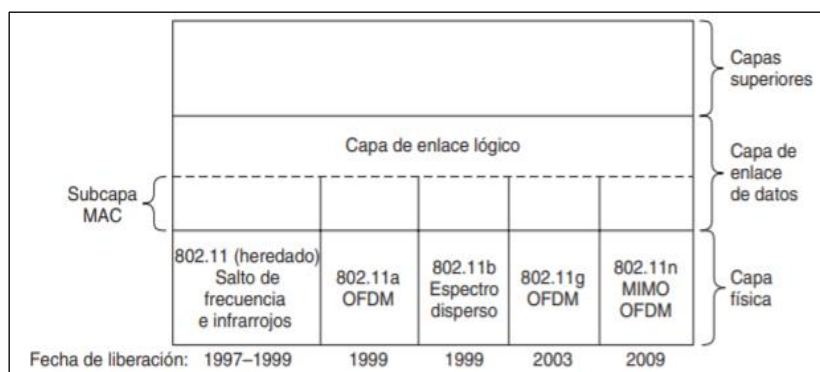 Capas
superiores
Capa de enlace lógico
Capa de
enlace
de datos
Subcapa
MAC
802.11 (heredado)
Salto de
frecuencia
e infrarrojos
802.11a
OFDM
802.11b
Espectro
disperso
802.11g
OFDM
802.11n
MIMO
OFDM
Capa
física
Fecha de liberación: 1997–1999 1999 1999 2003 2009